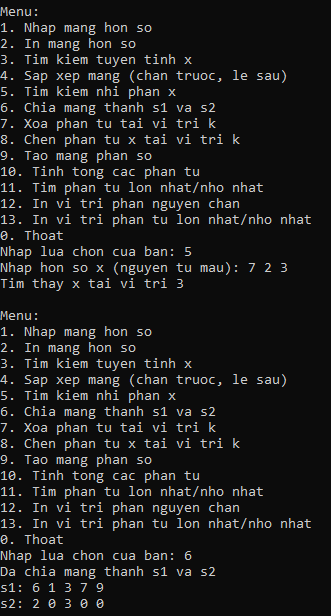 Menu:
1. Nhap mang hon so
2. In mang hon so
3. Tim kiem tuyen tinh x
4. Sap xep mang (chan truoc, le sau)
5. Tim kiem nhi phan x
6. Chia mang thanh s1 va s2
7. Xoa phan tu tai vi tri k
8. Chen phan tu x tai vi tri k
9. Tao mang phan so
10. Tinh tong cac phan tu
11. Tim phan tu lon nhat/nho nhat
12. In vi tri phan nguyen chan
13. In vi tri phan tu lon nhat/nho nhat
0. Thoat
Nhap lua chon cua ban: 5
Nhap hon so x (nguyen tu mau): 7 2 3
Tim thay x tai vi tri 3

Menu:
1. Nhap mang hon so
2. In mang hon so
3. Tim kiem tuyen tinh x
4. Sap xep mang (chan truoc, le sau)
5. Tim kiem nhi phan x
6. Chia mang thanh s1 va s2
7. Xoa phan tu tai vi tri k
8. Chen phan tu x tai vi tri k
9. Tao mang phan so
10. Tinh tong cac phan tu
11. Tim phan tu lon nhat/nho nhat
12. In vi tri phan nguyen chan
13. In vi tri phan tu lon nhat/nho nhat
0. Thoat
Nhap lua chon cua ban: 6
Da chia mang thanh s1 va s2
s1: 6 1 3 7 9
s2: 2 0 3 0 0